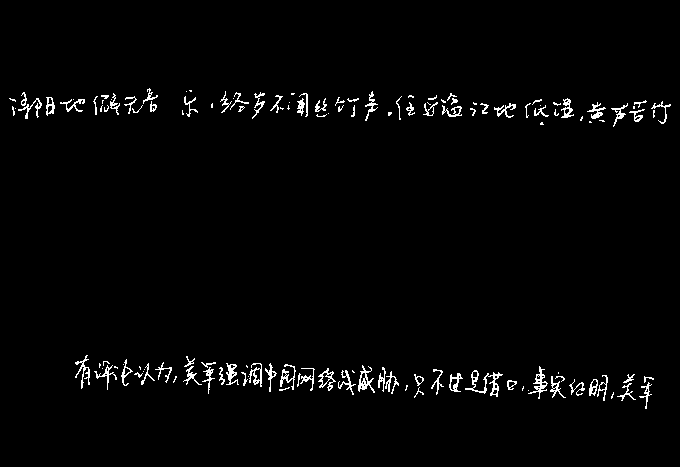 浔阳地僻无音乐,终岁不闻丝竹声。住近湓江地低湿,黄芦苦竹
有评论认为,美军强调中国网络战威胁,只不过是借口,事实证明,美军